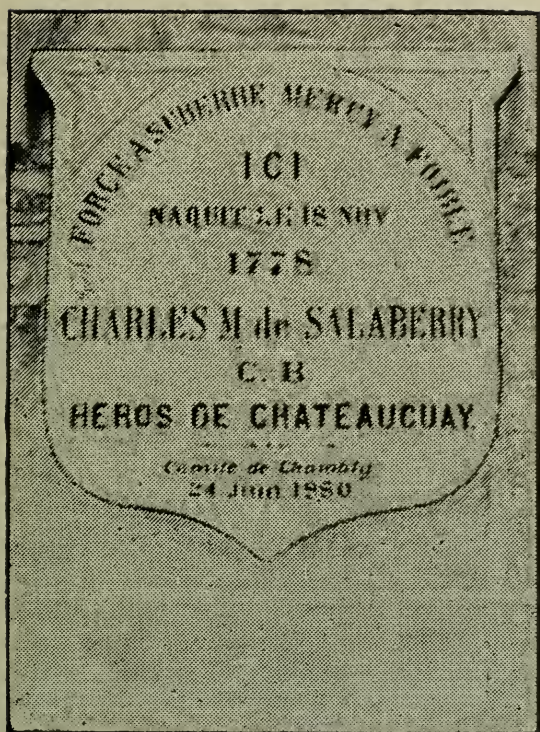 FORCE A SUPERBE MERCY A FOIBLE
ICI
NAQUIT LE 18 NOV
1778
CHARLES M de SALABERRY
C. B
HEROS DE CHATEAUGUAY.
Comité de Chambly
24 Juin 1880